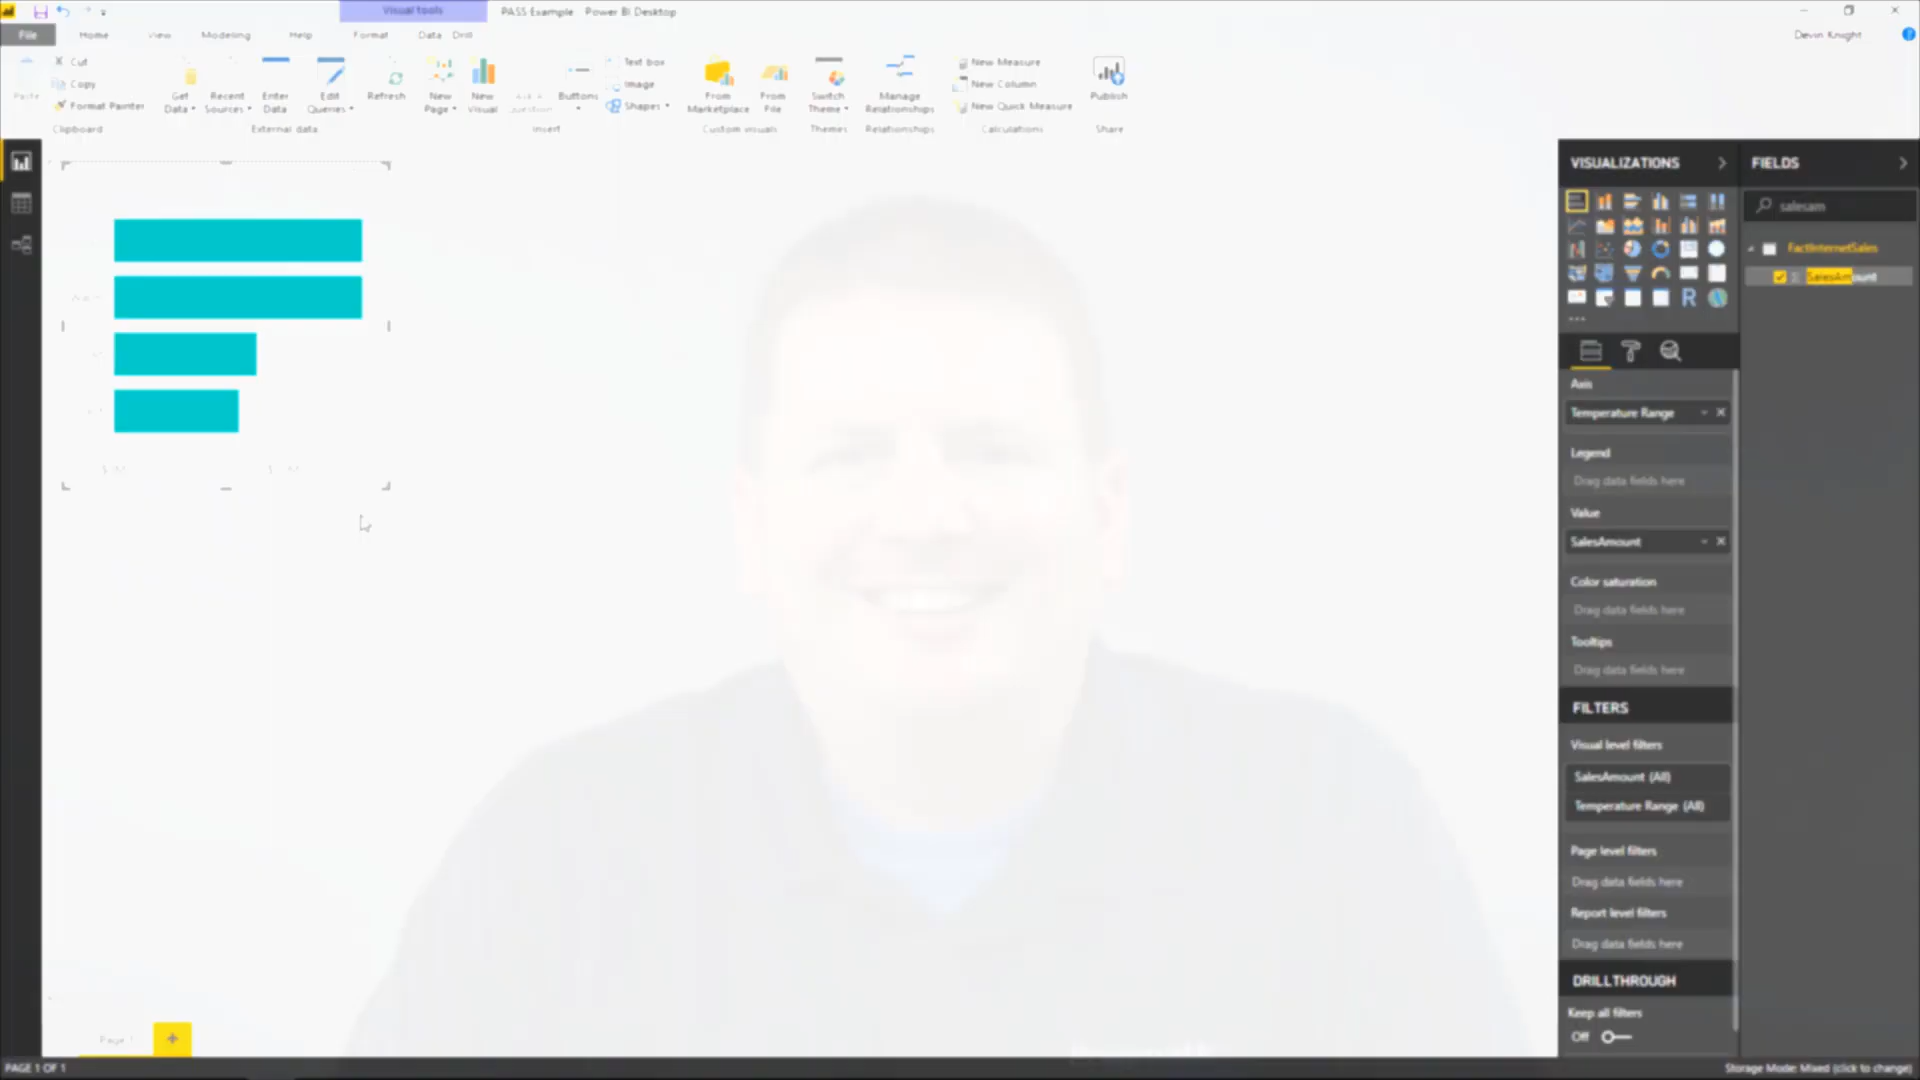 Visual tools
PASS Example Power BI Desktop
File
Home
View
Modeling
Help
Format
Data
Drill
Devin Knight
Paste
Cut
Copy
Format Painter
Clipboard
Get Data
Recent Sources
Enter Data
Edit Queries
External data
Refresh
New Page
New Visual
Ask A Question
Buttons
Text box
Image
Shapes
Insert
From Marketplace
From File
Custom visuals
Switch Theme
Themes
Manage Relationships
Relationships
New Measure
New Column
New Quick Measure
Calculations
Publish
Share
VISUALIZATIONS
R
Axis
Temperature Range
Legend
Drag data fields here
Value
SalesAmount
Color saturation
Drag data fields here
Tooltips
Drag data fields here
FILTERS
Visual level filters
SalesAmount (All)
Temperature Range (All)
Page level filters
Drag data fields here
Report level filters
Drag data fields here
DRILLTHROUGH
Keep all filters
Off
FIELDS
salesam
FactInternetSales
SalesAmount
Page 1
PAGE 1 OF 1
Storage Mode: Mixed (click to change)